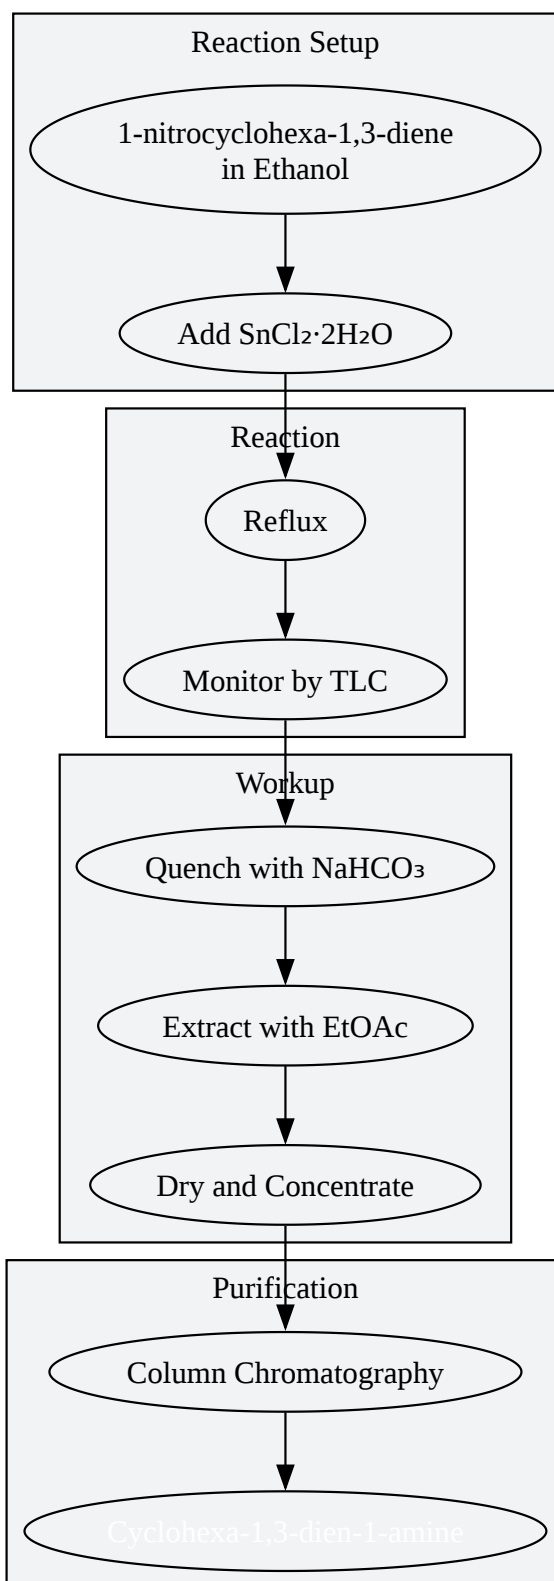 Reaction Setup
1-nitrocyclohexa-1,3-diene
in Ethanol
Add SnCl₂·2H₂O
Reaction
Reflux
Monitor by TLC
Workup
Quench with NaHCO₃
Extract with EtOAc
Dry and Concentrate
Purification
Column Chromatography
Cyclohexa-1,3-dien-1-amine